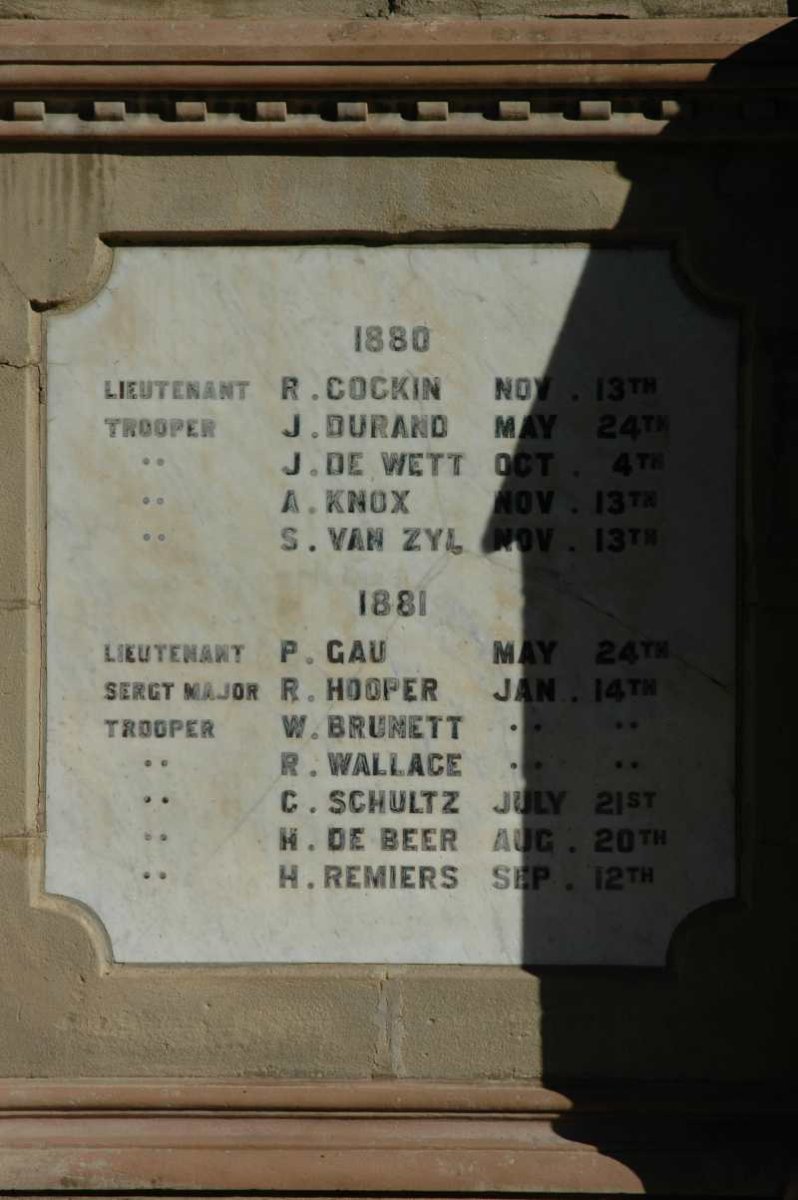 1880
LIEUTENANT R. COCKIN NOV. 13TH
TROOPER J. DURAND MAY 24TH
" J. DE WETT OCT. 4TH
" A. KNOX NOV. 13TH
" S. VAN ZYL NOV. 13TH
1881
LIEUTENANT P. GAU MAY 24TH
SERGT MAJOR R. HOOPER JAN. 14TH
TROOPER W. BRUNETT " "
" R. WALLACE " "
" C. SCHULTZ JULY 21ST
" H. DE BEER AUG. 20TH
" H. REMIERS SEP. 12TH